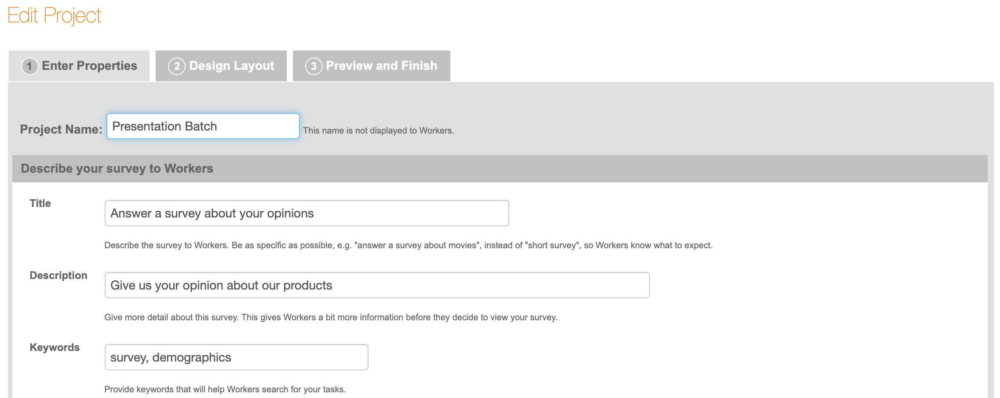 Edit Project
1 Enter Properties 2 Design Layout 3 Preview and Finish
Project Name: Presentation Batch This name is not displayed to Workers.
Describe your survey to Workers
Title
Answer a survey about your opinions
Describe the survey to Workers. Be as specific as possible, e.g. "answer a survey about movies", instead of "short survey", so Workers know what to expect.
Description
Give us your opinion about our products
Give more detail about this survey. This gives Workers a bit more information before they decide to view your survey.
Keywords
survey, demographics
Provide keywords that will help Workers search for your tasks.